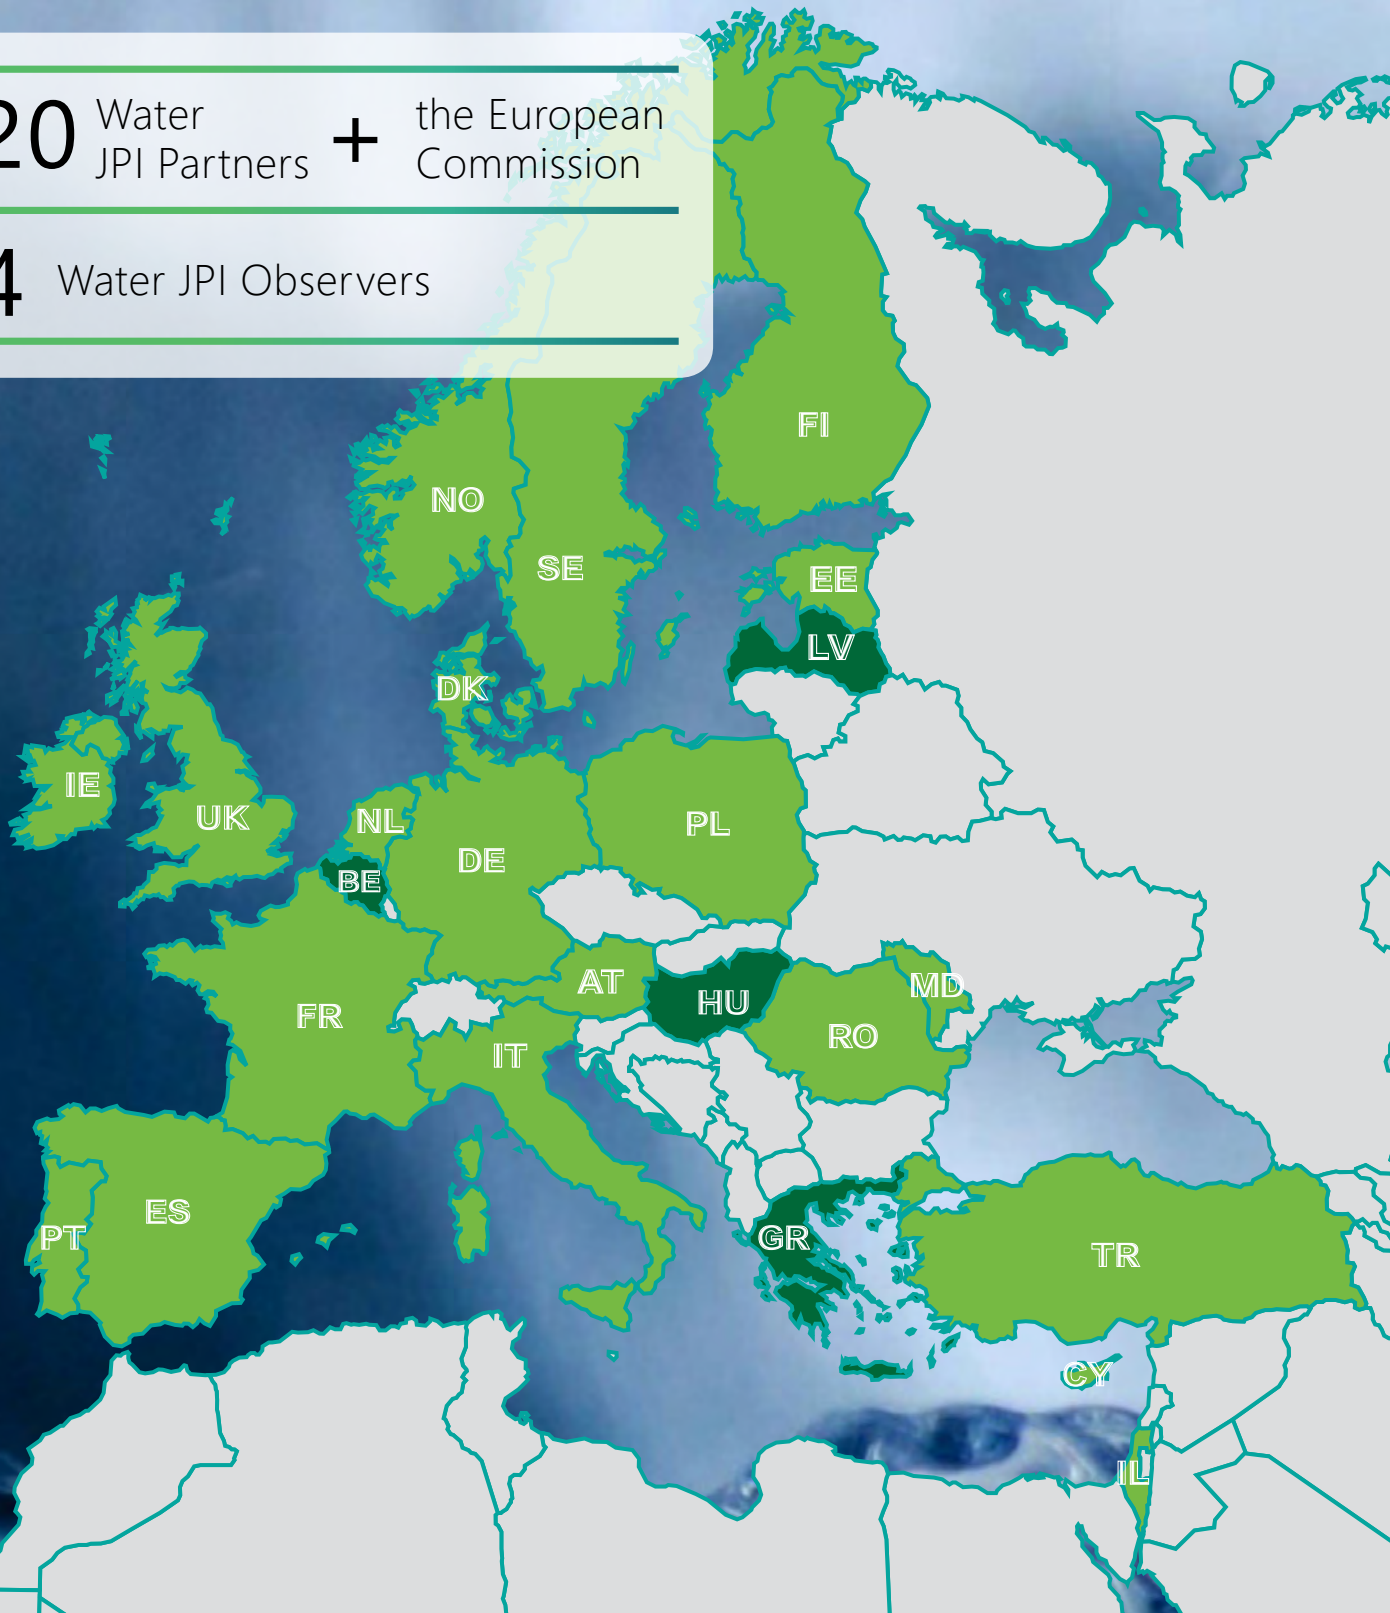 20 Water
JPI Partners + the European
Commission
4 Water JPI Observers
FI
NO
SE
EE
LV
DK
IE
UK
NL
PL
DE
BE
AT
MD
HU
FR
RO
IT
ES
PT
GR
TR
CY
IL